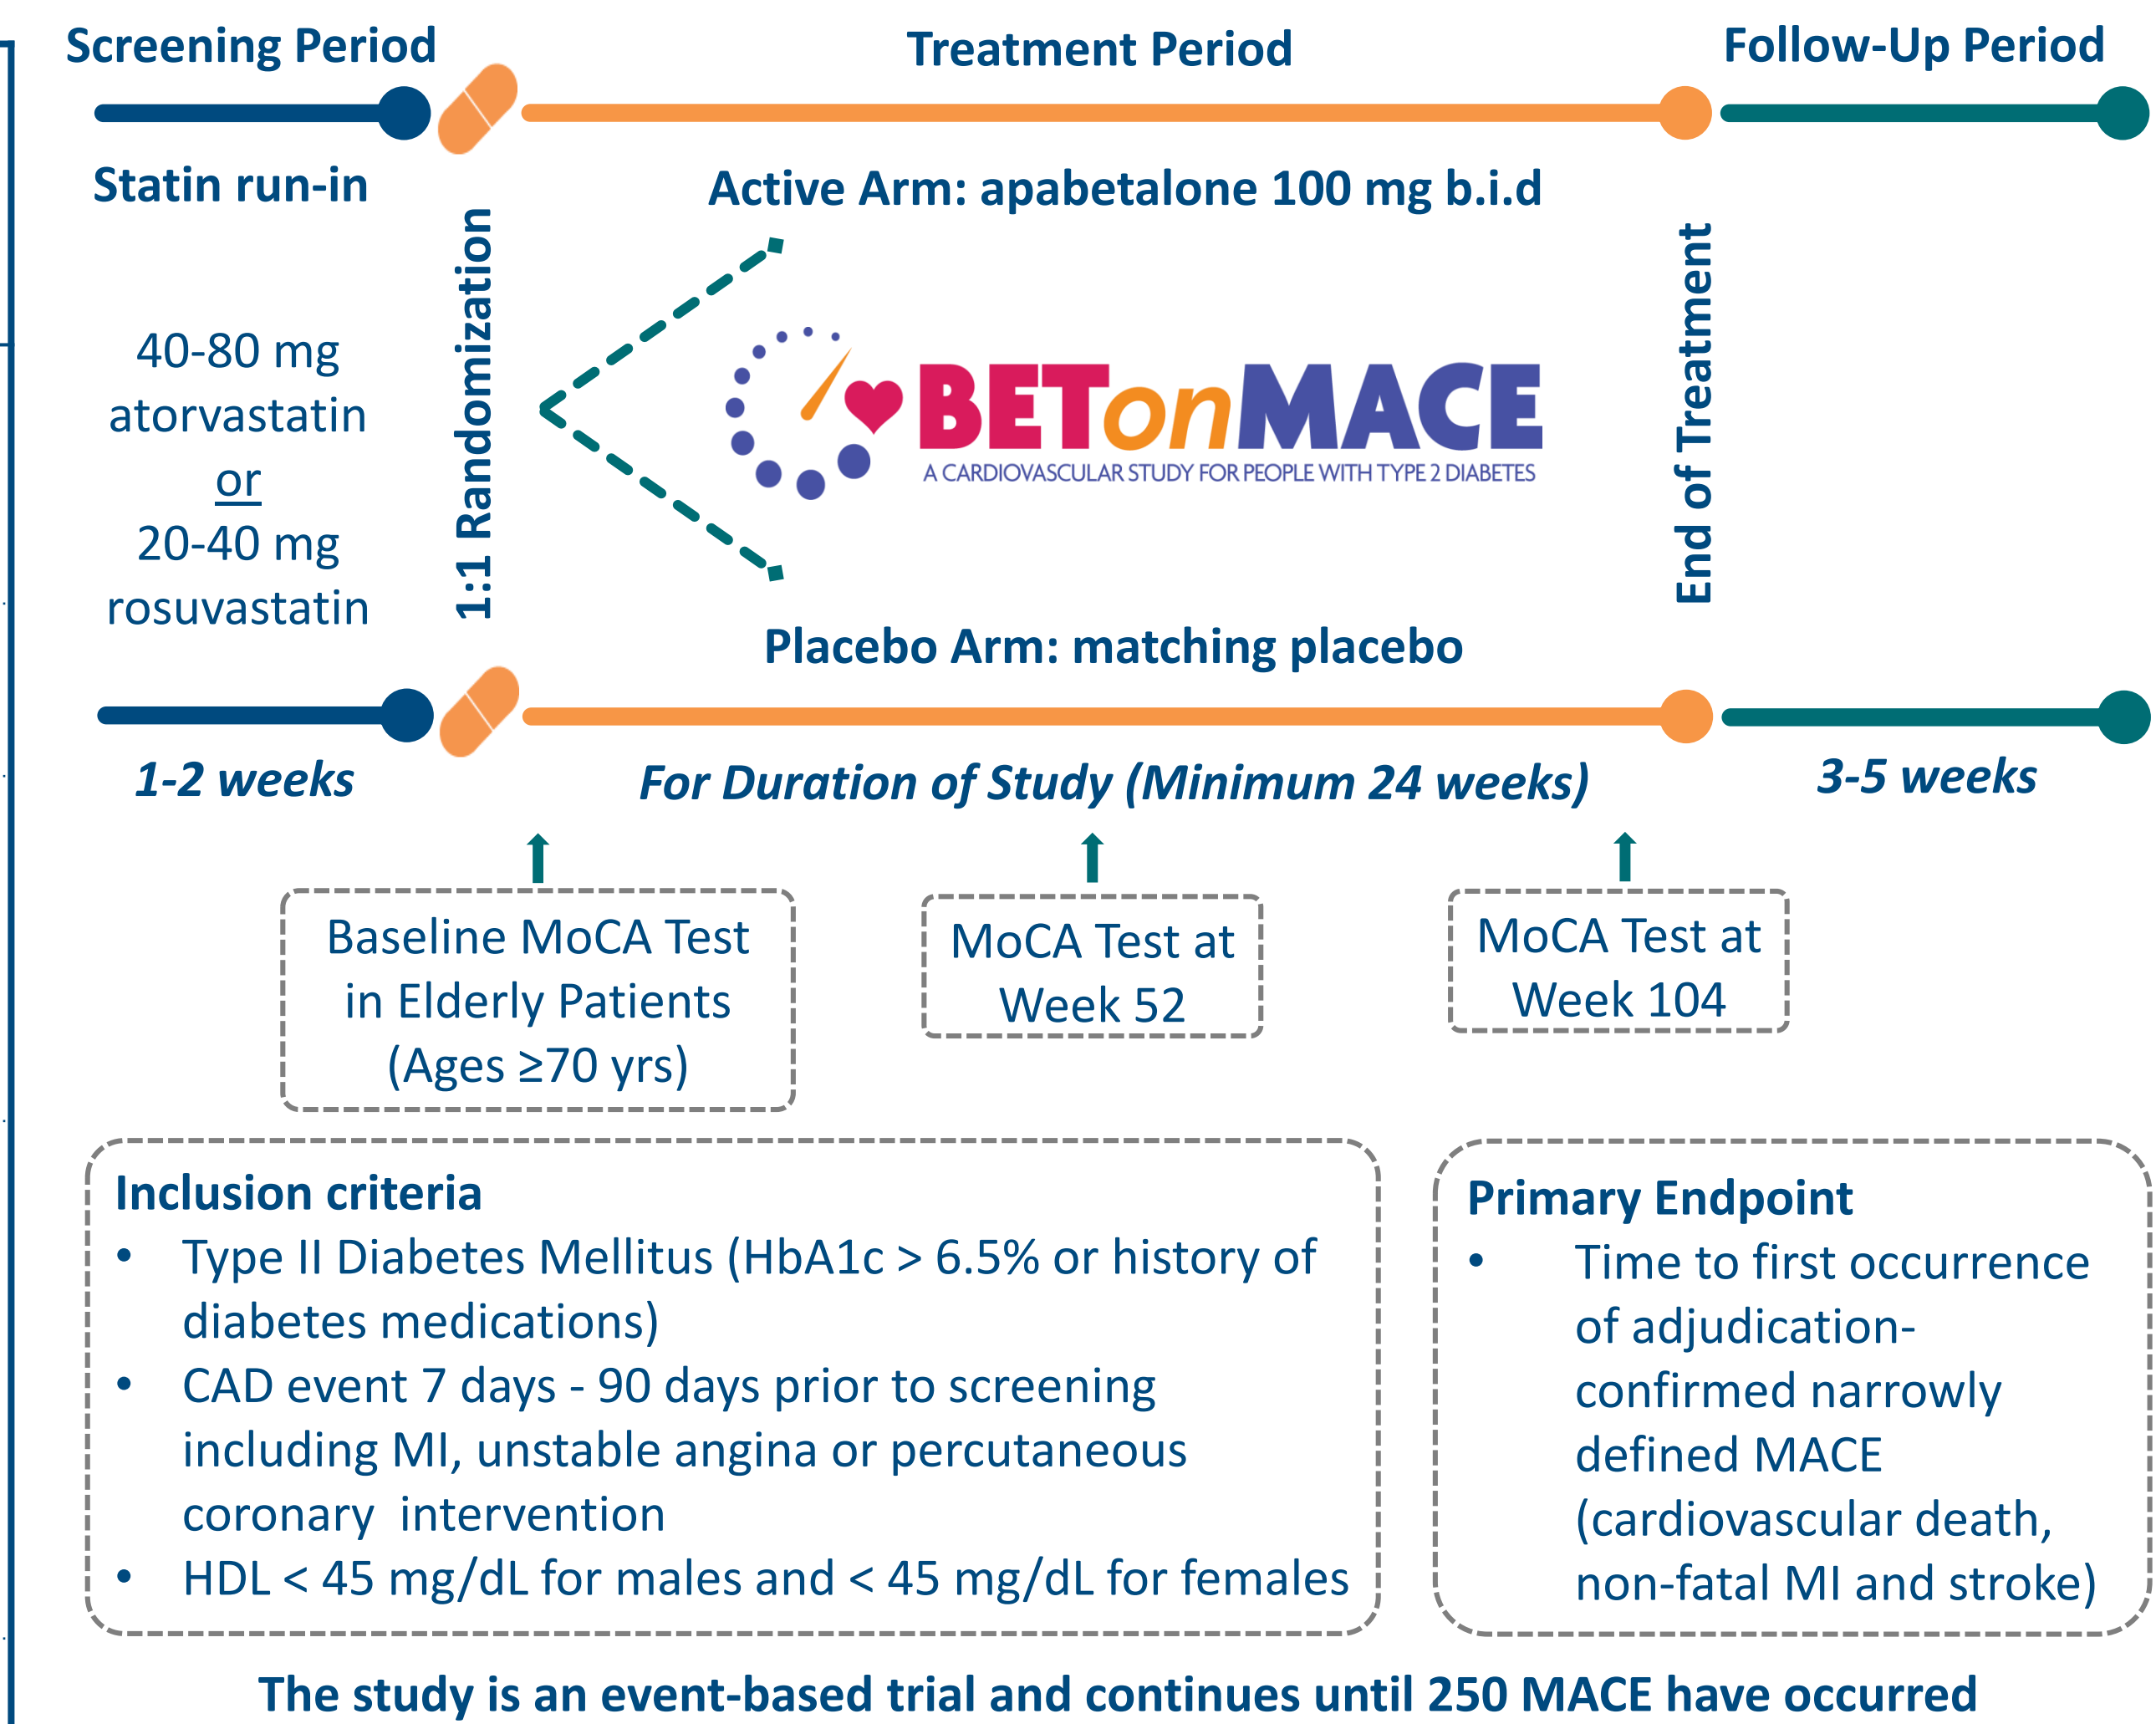 Screening Period
Treatment Period
Follow-Up Period
Statin run-in
Active Arm: apabetalone 100 mg b.i.d
40-80 mg
atorvastatin
or
20-40 mg
rosuvastatin
1:1 Randomization
BETonMACE
A CARDIOVASCULAR STUDY FOR PEOPLE WITH TYPE 2 DIABETES
End of Treatment
Placebo Arm: matching placebo
1-2 weeks
For Duration of Study (Minimum 24 weeks)
3-5 weeks
Baseline MoCA Test
in Elderly Patients
(Ages ≥70 yrs)
MoCA Test at
Week 52
MoCA Test at
Week 104
Inclusion criteria
• Type II Diabetes Mellitus (HbA1c > 6.5% or history of
diabetes medications)
• CAD event 7 days - 90 days prior to screening
including MI, unstable angina or percutaneous
coronary intervention
• HDL < 45 mg/dL for males and < 45 mg/dL for females
Primary Endpoint
• Time to first occurrence
of adjudication-
confirmed narrowly
defined MACE
(cardiovascular death,
non-fatal MI and stroke)
The study is an event-based trial and continues until 250 MACE have occurred